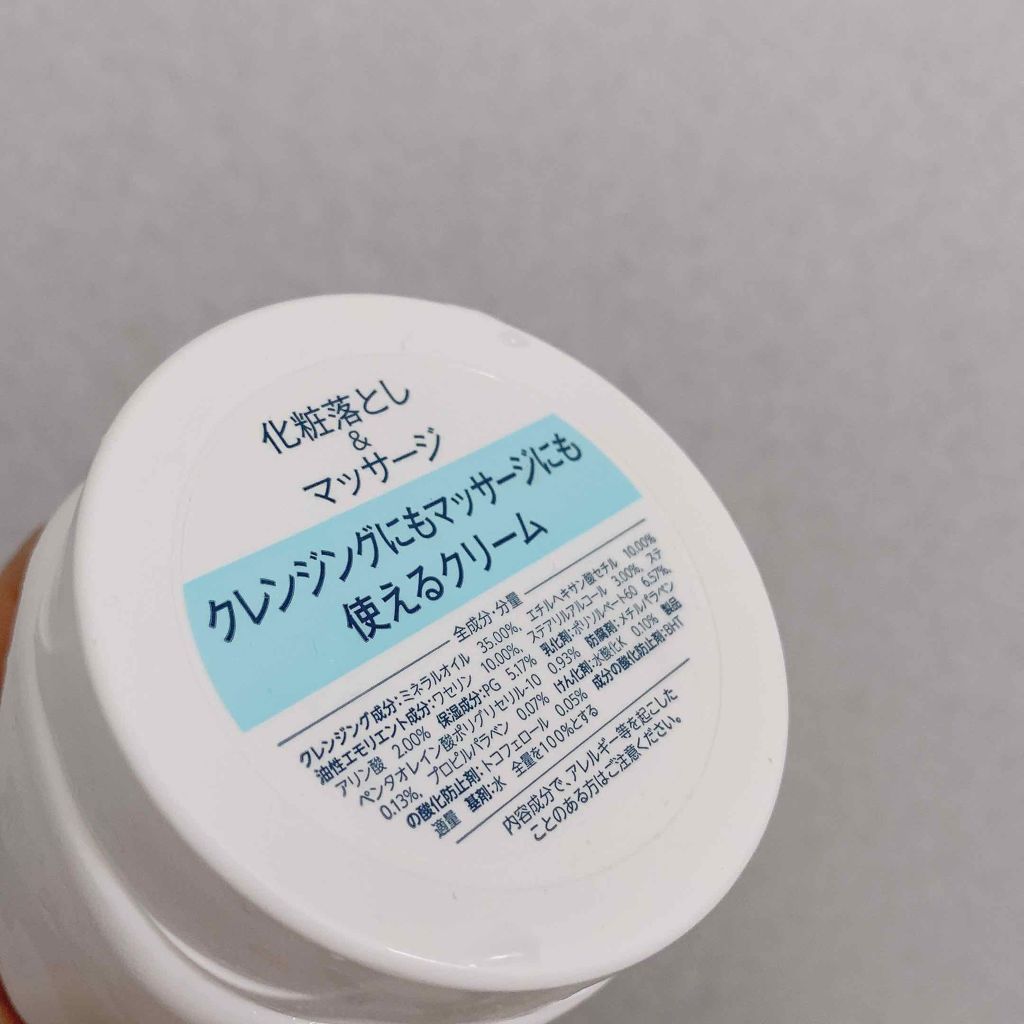 化粧落とし
&
マッサージ
クレンジングにもマッサージにも
使えるクリーム
全成分・分量
クレンジング成分:ミネラルオイル 35.00%、エチルヘキサン酸セチル 10.00%
油性エモリエント成分:ワセリン 10.00%、ステアリルアルコール 3.00%、ステ
アリン酸 2.00% 保湿成分:PG 5.17% 乳化剤:ポリソルベート60 6.57%、
ペンタオレイン酸ポリグリセリル-10 0.93% 防腐剤:メチルパラベン
0.13%、プロピルパラベン 0.07% けん化剤:水酸化K 0.10% 製品
の酸化防止剤:トコフェロール 0.05% 成分の酸化防止剤:BHT
適量 基剤:水 全量を100%とする
内容成分で、アレルギー等を起こした
ことのある方はご注意ください。